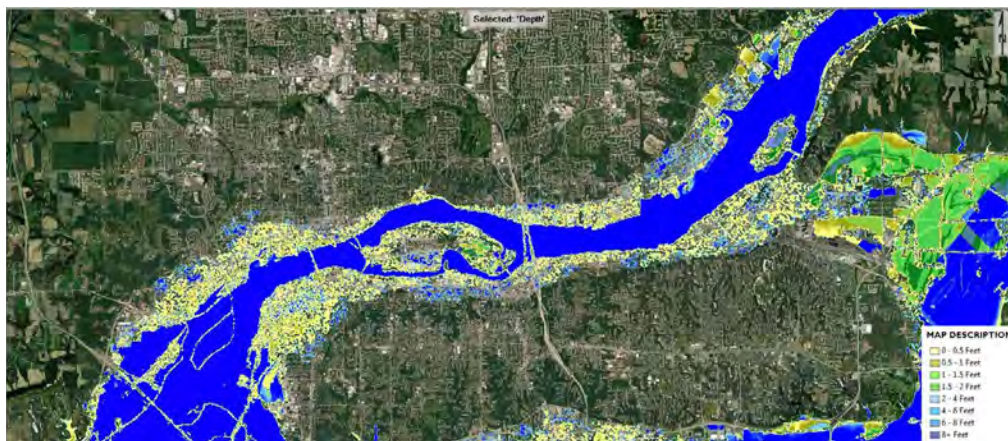 Selected: 'Depth'
N
MAP DESCRIPTION
0 - 0.5 Feet
0.5 - 1 Feet
1 - 1.5 Feet
1.5 - 2 Feet
2 - 4 Feet
4 - 6 Feet
6 - 8 Feet
8+ Feet